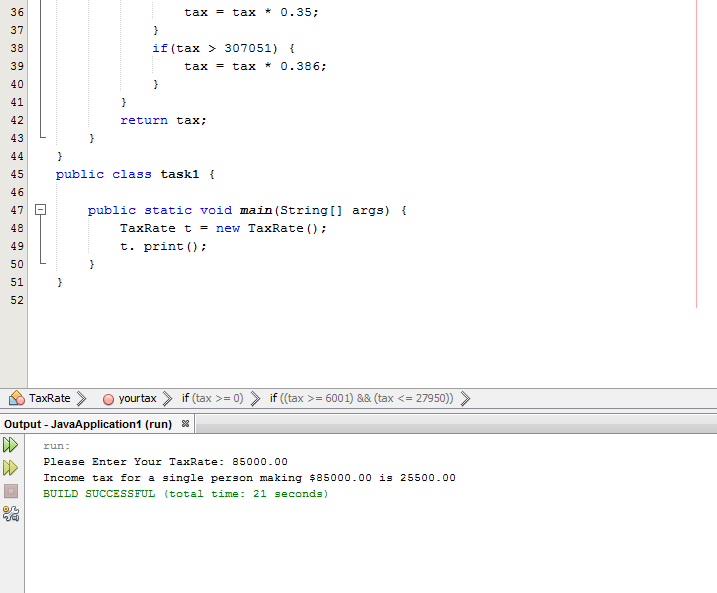 36 tax = tax * 0.35;
37 }
38 if(tax > 307051) {
39 tax = tax * 0.386;
40 }
41 }
42 return tax;
43 }
44 }
45 public class task1 {
46
47 public static void main(String[] args) {
48 TaxRate t = new TaxRate();
49 t. print();
50 }
51 }
52
TaxRate yourtax if (tax >= 0) if ((tax >= 6001) && (tax <= 27950))
Output - JavaApplication1 (run)
run:
Please Enter Your TaxRate: 85000.00
Income tax for a single person making $85000.00 is 25500.00
BUILD SUCCESSFUL (total time: 21 seconds)